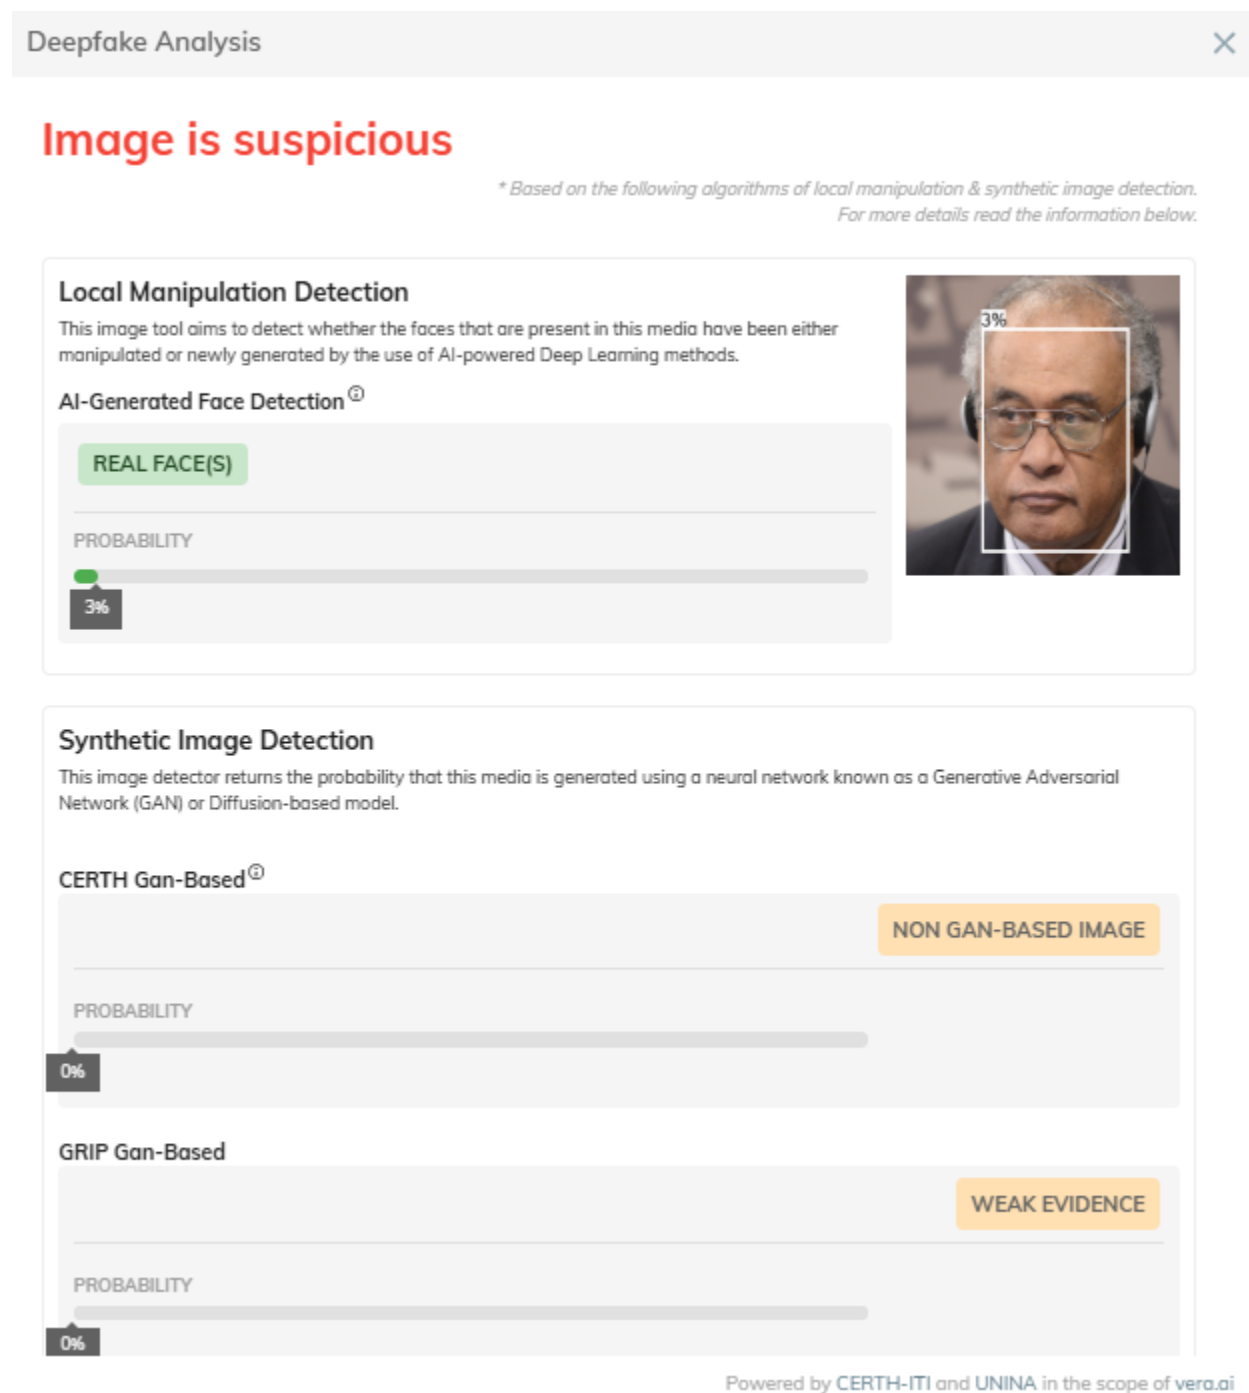 Deepfake Analysis
Image is suspicious
* Based on the following algorithms of local manipulation & synthetic image detection.
For more details read the information below.
Local Manipulation Detection
This image tool aims to detect whether the faces that are present in this media have been either
manipulated or newly generated by the use of AI-powered Deep Learning methods.
AI-Generated Face Detection
REAL FACE(S)
PROBABILITY
3%
3%
Synthetic Image Detection
This image detector returns the probability that this media is generated using a neural network known as a Generative Adversarial
Network (GAN) or Diffusion-based model.
CERTH Gan-Based
NON GAN-BASED IMAGE
PROBABILITY
0%
GRIP Gan-Based
WEAK EVIDENCE
PROBABILITY
0%
Powered by CERTH-ITI and UNINA in the scope of vera.ai